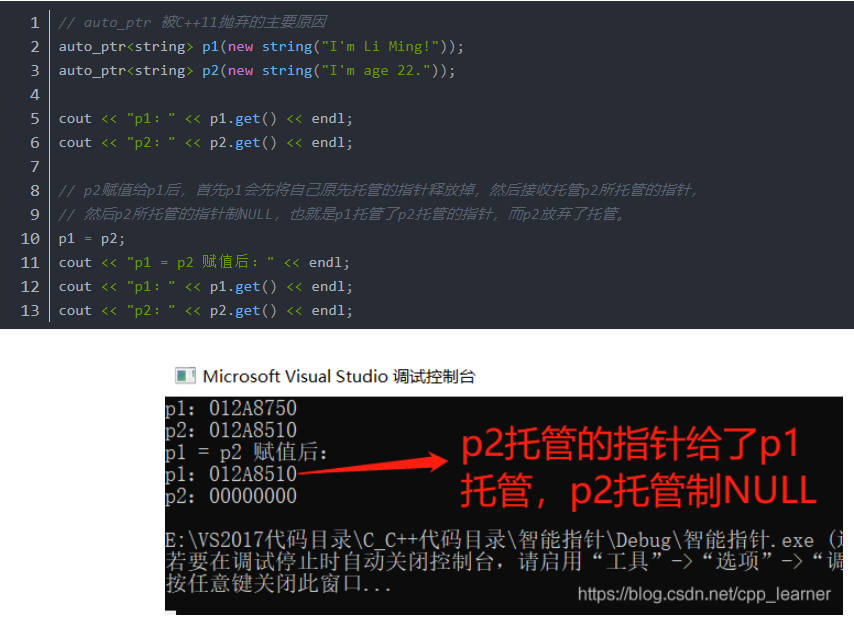 1 // auto_ptr 被C++11抛弃的主要原因
2 auto_ptr<string> p1(new string("I'm Li Ming!"));
3 auto_ptr<string> p2(new string("I'm age 22."));
4
5 cout << "p1: " << p1.get() << endl;
6 cout << "p2: " << p2.get() << endl;
7
8 // p2赋值给p1后，首先p1会先将自己原先托管的指针释放掉，然后接收托管p2所托管的指针，
9 // 然后p2所托管的指针制NULL，也就是p1托管了p2托管的指针，而p2放弃了托管。
10 p1 = p2;
11 cout << "p1 = p2 赋值后：" << endl;
12 cout << "p1: " << p1.get() << endl;
13 cout << "p2: " << p2.get() << endl;
Microsoft Visual Studio 调试控制台
p1: 012A8750
p2: 012A8510
p1 = p2 赋值后：
p1: 012A8510
p2: 00000000
p2托管的指针给了p1
托管，p2托管制NULL
E:\VS2017代码目录\C_C++代码目录\智能指针\Debug\智能指针.exe (
若要在调试停止时自动关闭控制台，请启用“工具”->“选项”->“调
按任意键关闭此窗口...
https://blog.csdn.net/cpp_learner